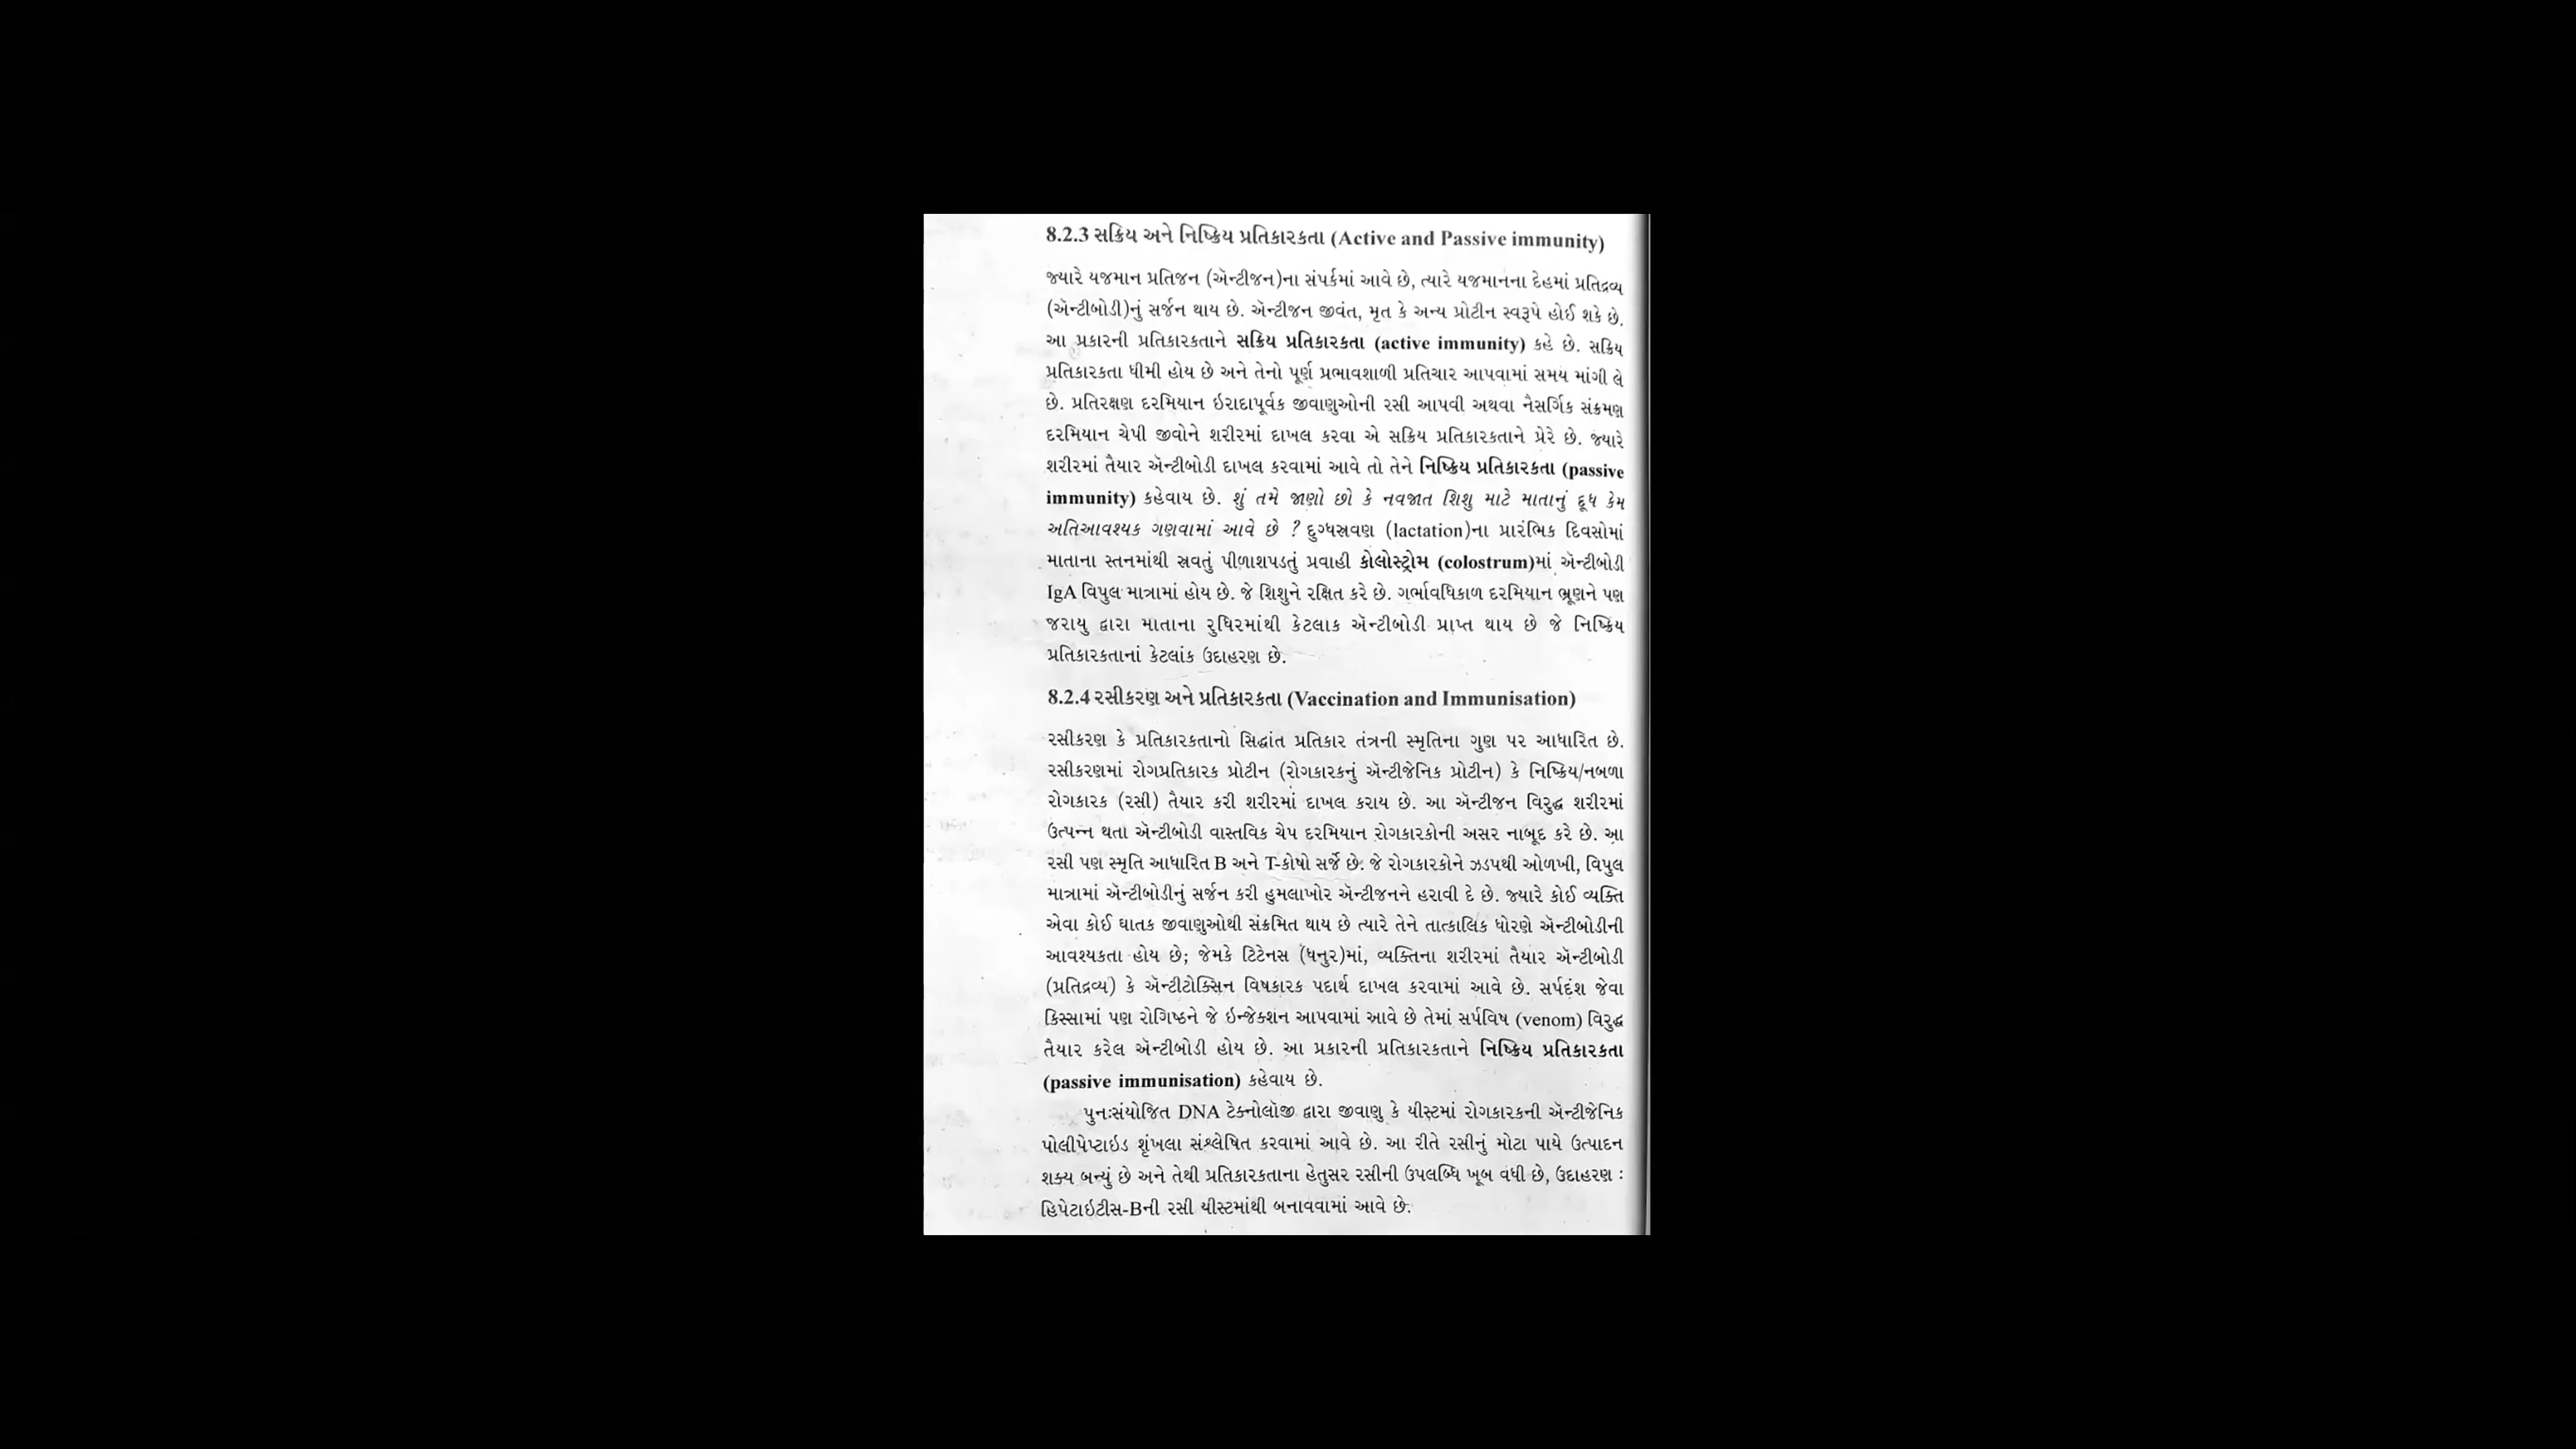 8.2.3 સક્રિય અને નિષ્ક્રિય પ્રતિકારકતા (Active and Passive immunity)
જ્યારે યજમાન પ્રતિજન (ઍન્ટીજન)ના સંપર્કમાં આવે છે, ત્યારે યજમાનના દેહમાં પ્રતિદ્રવ્ય
(ઍન્ટીબોડી)નું સર્જન થાય છે. ઍન્ટીજન જીવંત, મૃત કે અન્ય પ્રોટીન સ્વરૂપે હોઈ શકે છે.
આ પ્રકારની પ્રતિકારકતાને સક્રિય પ્રતિકારકતા (active immunity) કહે છે. સક્રિય
પ્રતિકારકતા ધીમી હોય છે અને તેનો પૂર્ણ પ્રભાવશાળી પ્રતિચાર આપવામાં સમય માંગી લે
છે. પ્રતિરક્ષણ દરમિયાન ઇરાદાપૂર્વક જીવાણુઓની રસી આપવી અથવા નૈસર્ગિક સંક્રમણ
દરમિયાન ચેપી જીવોને શરીરમાં દાખલ કરવા એ સક્રિય પ્રતિકારકતાને પ્રેરે છે. જ્યારે
શરીરમાં તૈયાર ઍન્ટીબોડી દાખલ કરવામાં આવે તો તેને નિષ્ક્રિય પ્રતિકારકતા (passive
immunity) કહેવાય છે. શું તમે જાણો છો કે નવજાત શિશુ માટે માતાનું દૂધ કેમ
અતિઆવશ્યક ગણવામાં આવે છે ? દુગ્ધસ્રવણ (lactation)ના પ્રારંભિક દિવસોમાં
માતાના સ્તનમાંથી સ્રવતું પીળાશપડતું પ્રવાહી કોલોસ્ટ્રોમ (colostrum)માં ઍન્ટીબોડી
IgA વિપુલ માત્રામાં હોય છે. જે શિશુને રક્ષિત કરે છે. ગર્ભાવધિકાળ દરમિયાન ભ્રૂણને પણ
જરાયુ દ્વારા માતાના રુધિરમાંથી કેટલાક ઍન્ટીબોડી પ્રાપ્ત થાય છે જે નિષ્ક્રિય
પ્રતિકારકતાનાં કેટલાંક ઉદાહરણ છે.
8.2.4 રસીકરણ અને પ્રતિકારકતા (Vaccination and Immunisation)
રસીકરણ કે પ્રતિકારકતાનો સિદ્ધાંત પ્રતિકાર તંત્રની સ્મૃતિના ગુણ પર આધારિત છે.
રસીકરણમાં રોગપ્રતિકારક પ્રોટીન (રોગકારકનું ઍન્ટીજેનિક પ્રોટીન) કે નિષ્ક્રિય/નબળા
રોગકારક (રસી) તૈયાર કરી શરીરમાં દાખલ કરાય છે. આ ઍન્ટીજન વિરુદ્ધ શરીરમાં
ઉત્પન્ન થતા ઍન્ટીબોડી વાસ્તવિક ચેપ દરમિયાન રોગકારકોની અસર નાબૂદ કરે છે. આ
રસી પણ સ્મૃતિ આધારિત B અને T-કોષો સર્જે છે. જે રોગકારકોને ઝડપથી ઓળખી, વિપુલ
માત્રામાં ઍન્ટીબોડીનું સર્જન કરી હુમલાખોર ઍન્ટીજનને હરાવી દે છે. જ્યારે કોઈ વ્યક્તિ
એવા કોઈ ઘાતક જીવાણુઓથી સંક્રમિત થાય છે ત્યારે તેને તાત્કાલિક ધોરણે ઍન્ટીબોડીની
આવશ્યકતા હોય છે; જેમકે ટિટેનસ (ધનુર)માં, વ્યક્તિના શરીરમાં તૈયાર ઍન્ટીબોડી
(પ્રતિદ્રવ્ય) કે ઍન્ટીટોક્સિન વિષકારક પદાર્થ દાખલ કરવામાં આવે છે. સર્પદંશ જેવા
કિસ્સામાં પણ રોગિષ્ઠને જે ઇન્જેક્શન આપવામાં આવે છે તેમાં સર્પવિષ (venom) વિરુદ્ધ
તૈયાર કરેલ ઍન્ટીબોડી હોય છે. આ પ્રકારની પ્રતિકારકતાને નિષ્ક્રિય પ્રતિકારકતા
(passive immunisation) કહેવાય છે.
પુનઃસંયોજિત DNA ટેક્નોલૉજી દ્વારા જીવાણુ કે યીસ્ટમાં રોગકારકની ઍન્ટીજેનિક
પોલીપેપ્ટાઇડ શૃંખલા સંશ્લેષિત કરવામાં આવે છે. આ રીતે રસીનું મોટા પાયે ઉત્પાદન
શક્ય બન્યું છે અને તેથી પ્રતિકારકતાના હેતુસર રસીની ઉપલબ્ધિ ખૂબ વધી છે, ઉદાહરણ :
હિપેટાઇટીસ-Bની રસી યીસ્ટમાંથી બનાવવામાં આવે છે.